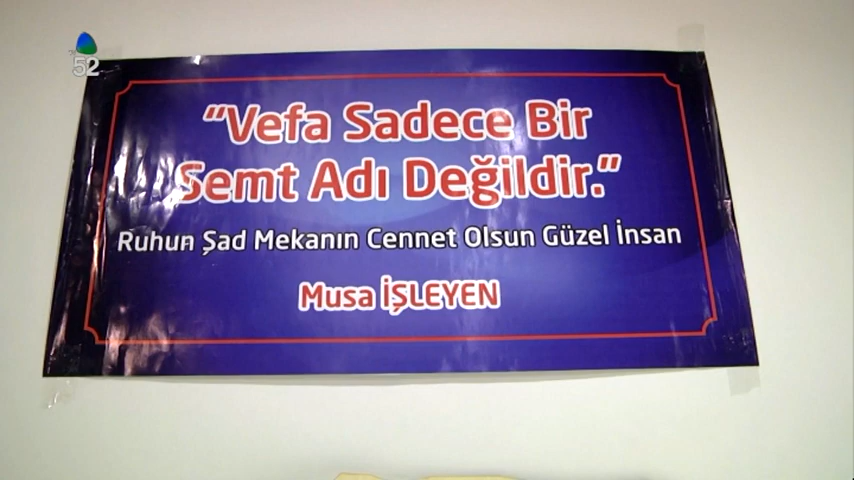 52
"Vefa Sadece Bir
Semt Adı Değildir."
Ruhun Şad Mekanın Cennet Olsun Güzel İnsan
Musa İŞLEYEN